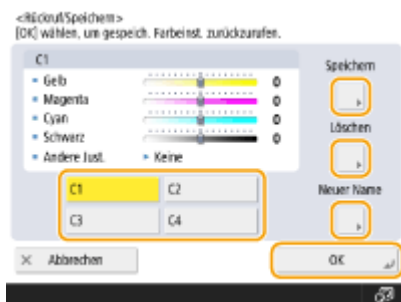 <Rückruf/Speichern>
[OK] wählen, um gespeich. Farbeinst. zurückzurufen.
C1
Gelb 0
Magenta 0
Cyan 0
Schwarz 0
Andere Just. Keine
Speichern
Löschen
Neuer Name
C1 C2
C3 C4
Abbrechen OK